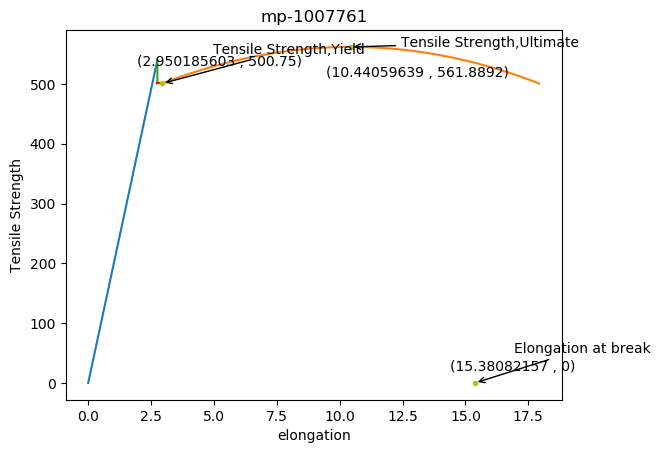 mp-1007761
Tensile Strength,Ultimate
Tensile Strength,Yield
(2.950185603 , 500.75)
(10.44059639 , 561.8892)
500
400
300
200
100
0
Tensile Strength
Elongation at break
(15.38082157 , 0)
0.0 2.5 5.0 7.5 10.0 12.5 15.0 17.5
elongation